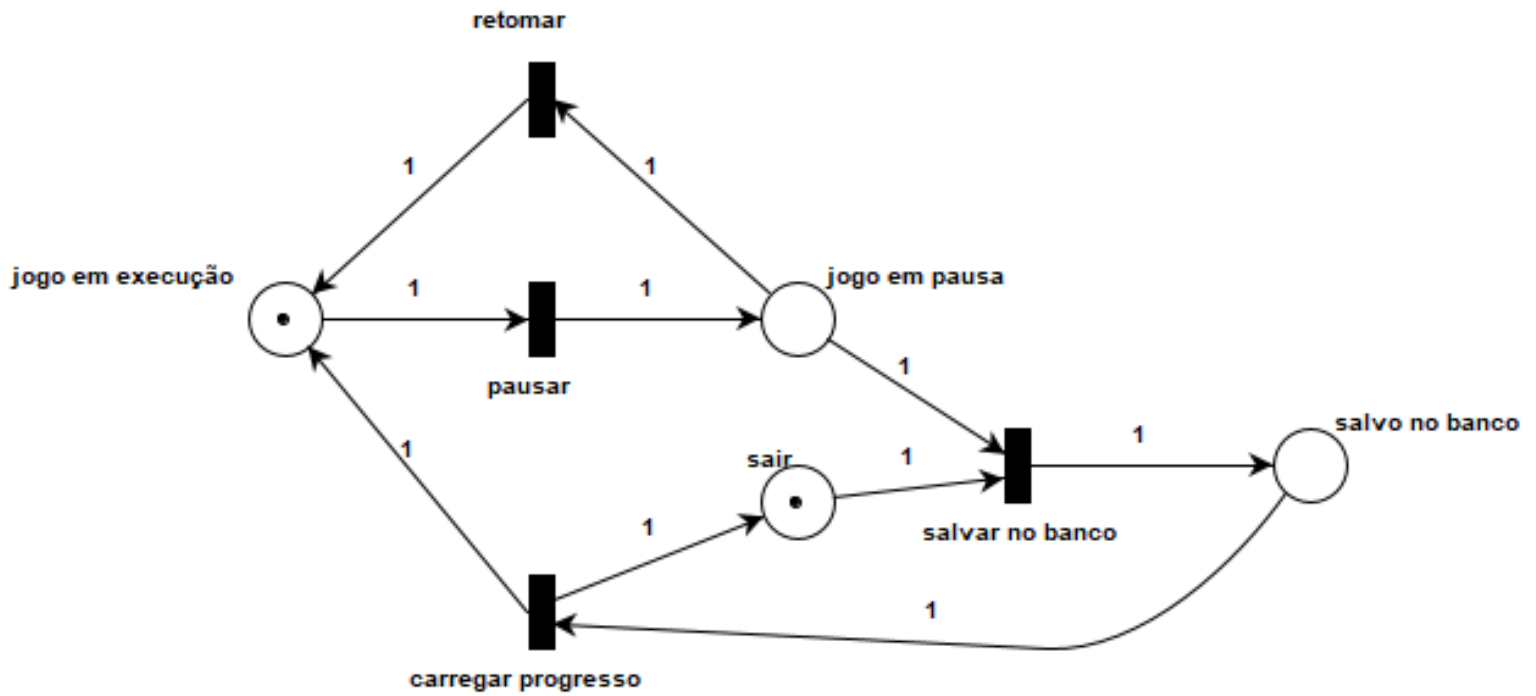 retomar
1
1
jogo em execução
1
1
jogo em pausa
pausar
1
salvo no banco
1
1
sair
1
1
salvar no banco
1
carregar progresso